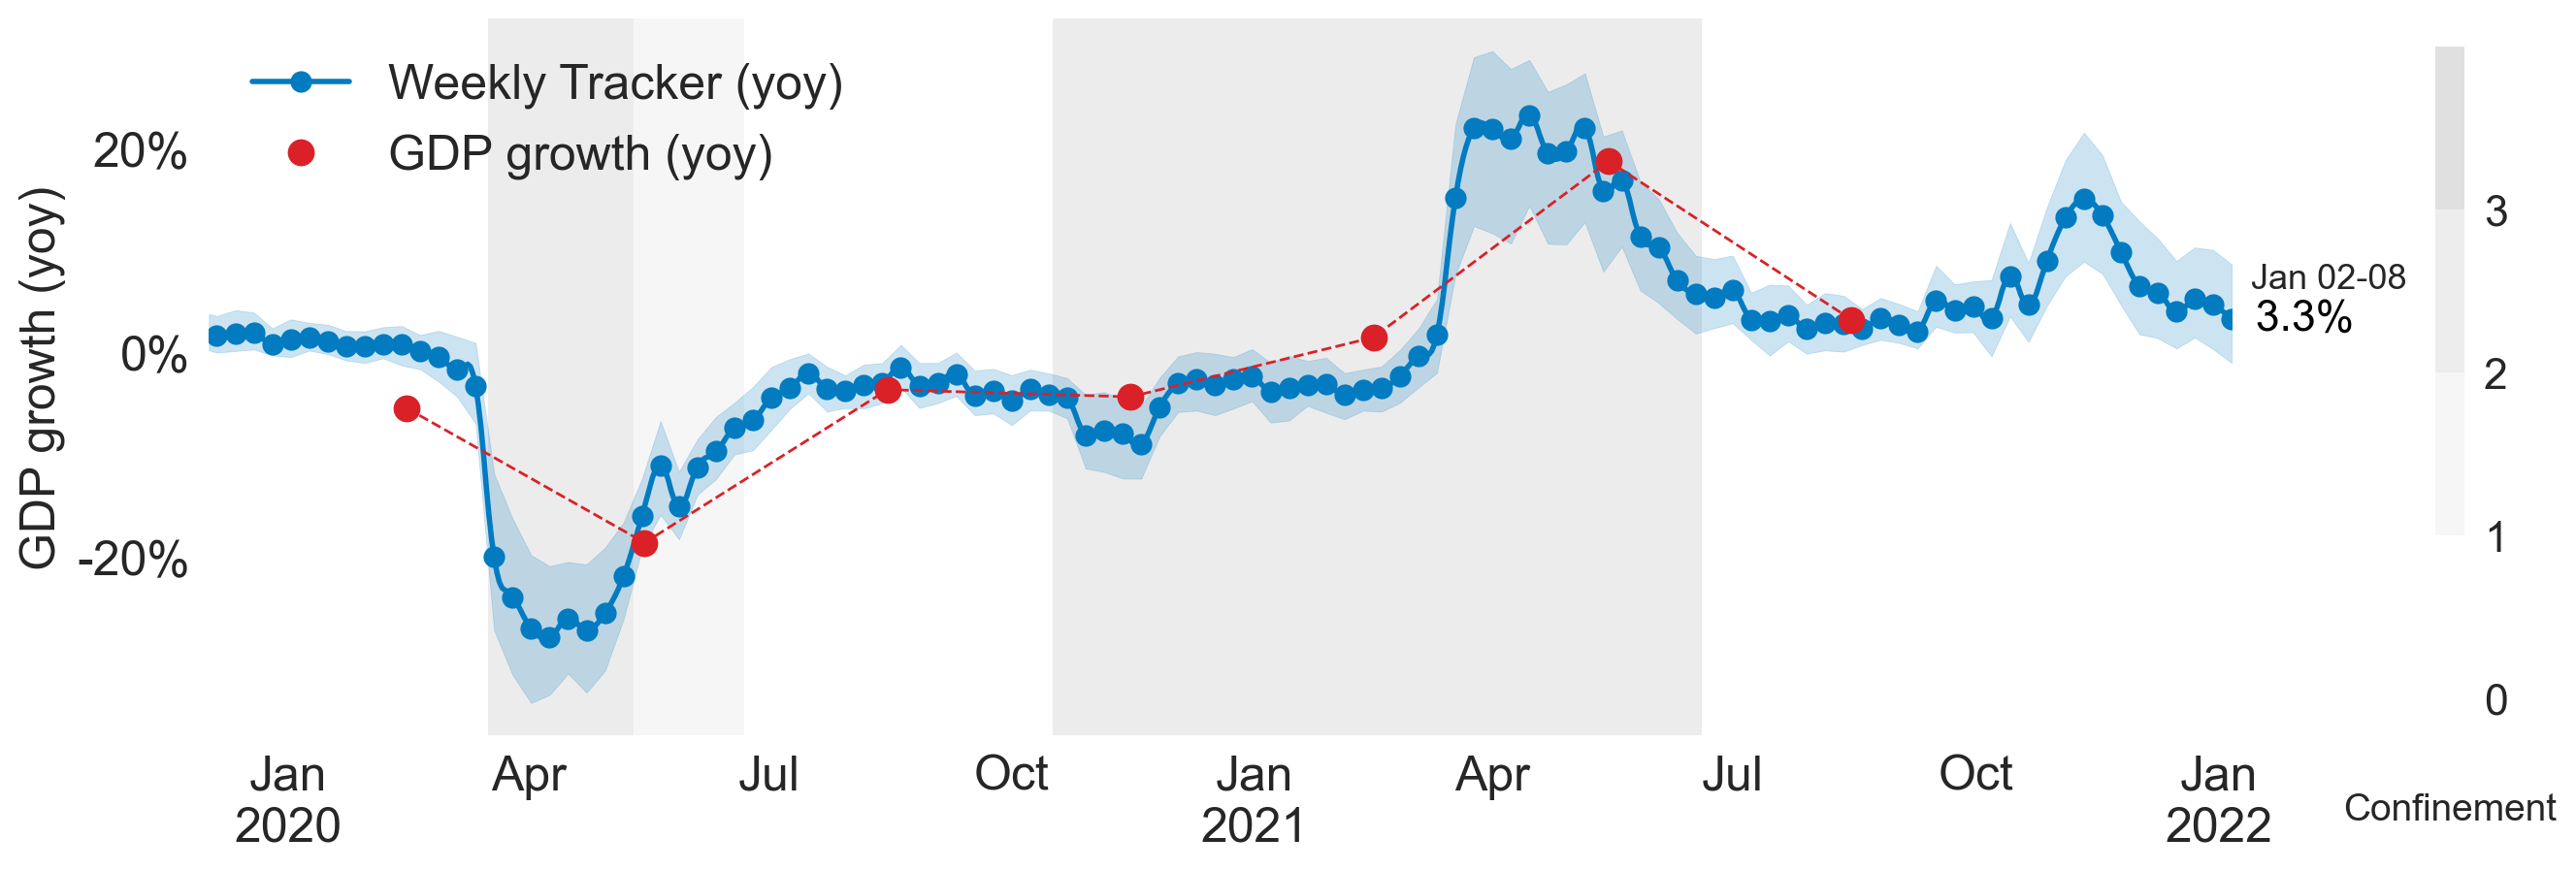 Weekly Tracker (yoy)
GDP growth (yoy)
GDP growth (yoy)
20%
0%
-20%
Jan 02-08
3.3%
3
2
1
0
Jan Apr Jul Oct Jan Apr Jul Oct Jan
2020 2021 2022
Confinement